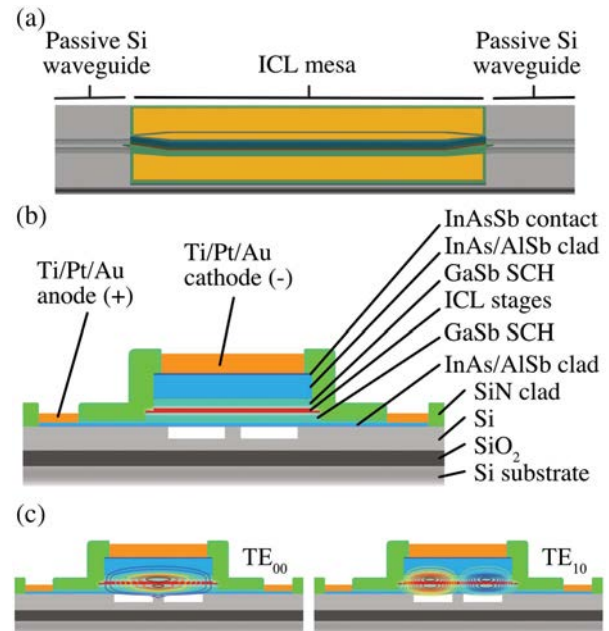 (a)
Passive Si
waveguide
ICL mesa
Passive Si
waveguide
(b)
Ti/Pt/Au
anode (+)
Ti/Pt/Au
cathode (-)
InAsSb contact
InAs/AlSb clad
GaSb SCH
ICL stages
GaSb SCH
InAs/AlSb clad
SiN clad
Si
SiO₂
Si substrate
(c)
TE₀₀
TE₁₀